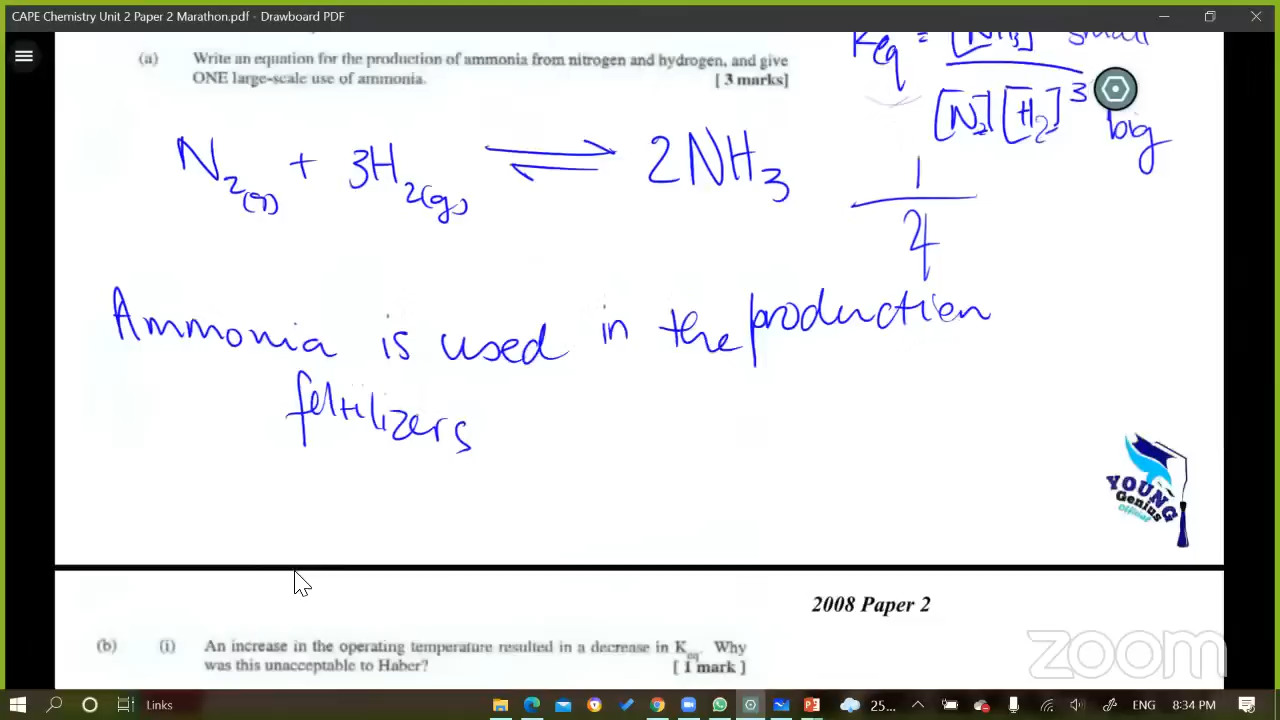 CAPE Chemistry Unit 2 Paper 2 Marathon.pdf - Drawboard PDF
(a) Write an equation for the production of ammonia from nitrogen and hydrogen, and give
ONE large-scale use of ammonia. [ 3 marks]
Keq = [NH3] small
[N2][H2]3 big
N2(g) + 3H2(g) ⇌ 2NH3
1
4
Ammonia is used in the production
feltilizers
YOUNG
Genius
Official
2008 Paper 2
(b) (i) An increase in the operating temperature resulted in a decrease in Keq. Why
was this unacceptable to Haber? [ 1 mark ]
zoom
Links
25...
ENG
8:34 PM